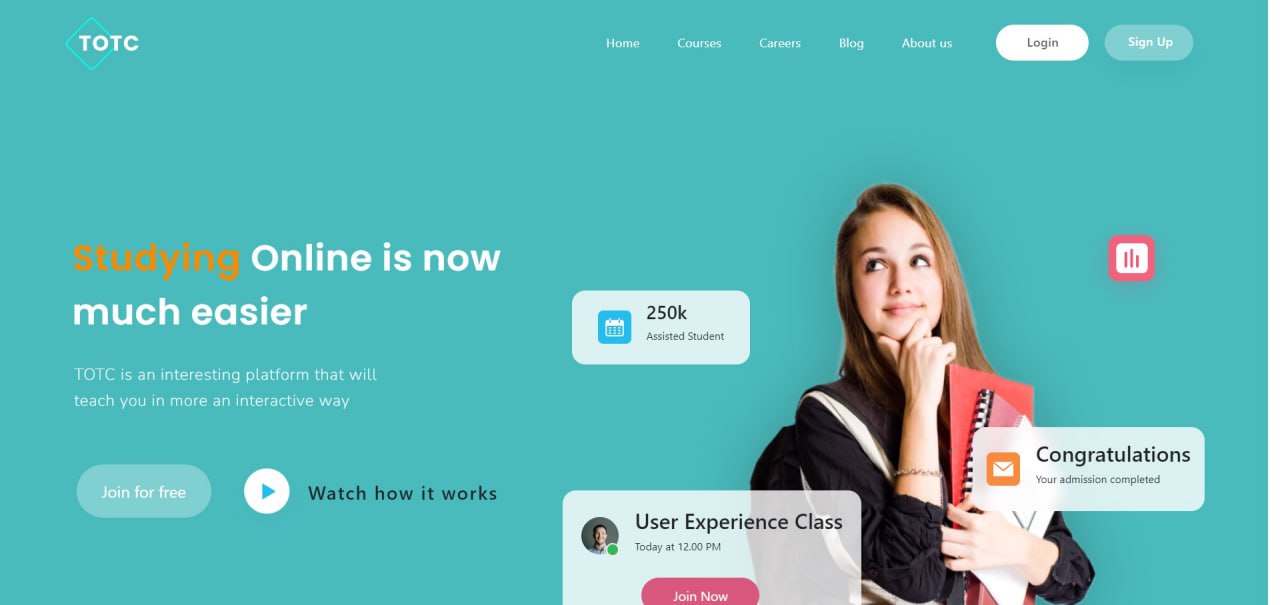 TOTC
Home
Courses
Careers
Blog
About us
Login
Sign Up
Studying Online is now
much easier
TOTC is an interesting platform that will
teach you in more an interactive way
Join for free
Watch how it works
250k
Assisted Student
Congratulations
Your admission completed
User Experience Class
Today at 12.00 PM
Join Now